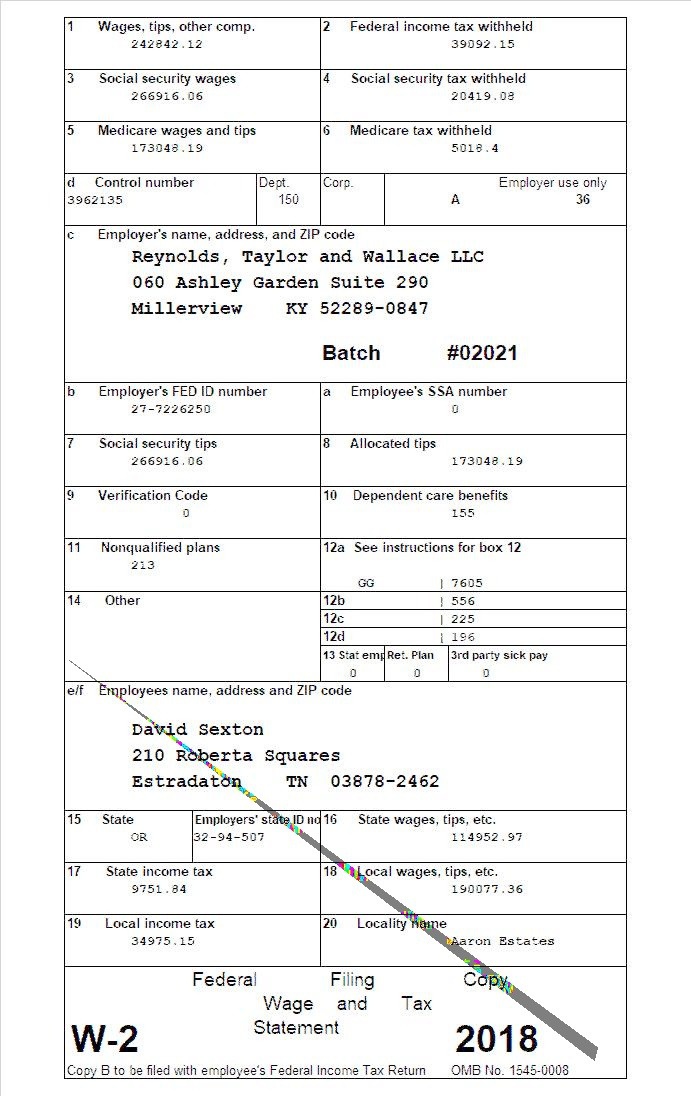 1 Wages, tips, other comp. 2 Federal income tax withheld
242842.12 39092.15
3 Social security wages 4 Social security tax withheld
266916.06 20419.08
5 Medicare wages and tips 6 Medicare tax withheld
173048.19 5018.4
d Control number Dept. Corp. Employer use only
3962135 150 A 36
c Employer's name, address, and ZIP code
Reynolds, Taylor and Wallace LLC
060 Ashley Garden Suite 290
Millerview KY 52289-0847
Batch #02021
b Employer's FED ID number a Employee's SSA number
27-7226250 0
7 Social security tips 8 Allocated tips
266916.06 173048.19
9 Verification Code 10 Dependent care benefits
0 155
11 Nonqualified plans 12a See instructions for box 12
213
GG | 7605
14 Other 12b | 556
12c | 225
12d | 196
13 Stat emp Ret. Plan 3rd party sick pay
0 0 0
e/f Employees name, address and ZIP code
David Sexton
210 Roberta Squares
Estradaton TN 03878-2462
15 State Employers' state ID no 16 State wages, tips, etc.
OR 32-94-507 114952.97
17 State income tax 18 Local wages, tips, etc.
9751.84 190077.36
19 Local income tax 20 Locality name
34975.15 Aaron Estates
Federal Filing Copy
Wage and Tax
Statement
W-2 2018
Copy B to be filed with employee's Federal Income Tax Return OMB No. 1545-0008